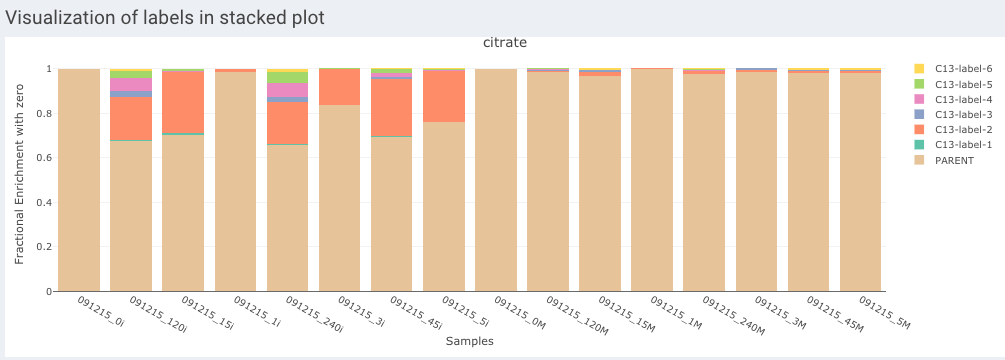 Visualization of labels in stacked plot
citrate
Fractional Enrichment with zero
1
0.8
0.6
0.4
0.2
0
091215_0i
091215_120i
091215_15i
091215_1i
091215_240i
091215_3i
091215_45i
091215_5i
091215_0M
091215_120M
091215_15M
091215_1M
091215_240M
091215_3M
091215_45M
091215_5M
Samples
C13-label-6
C13-label-5
C13-label-4
C13-label-3
C13-label-2
C13-label-1
PARENT